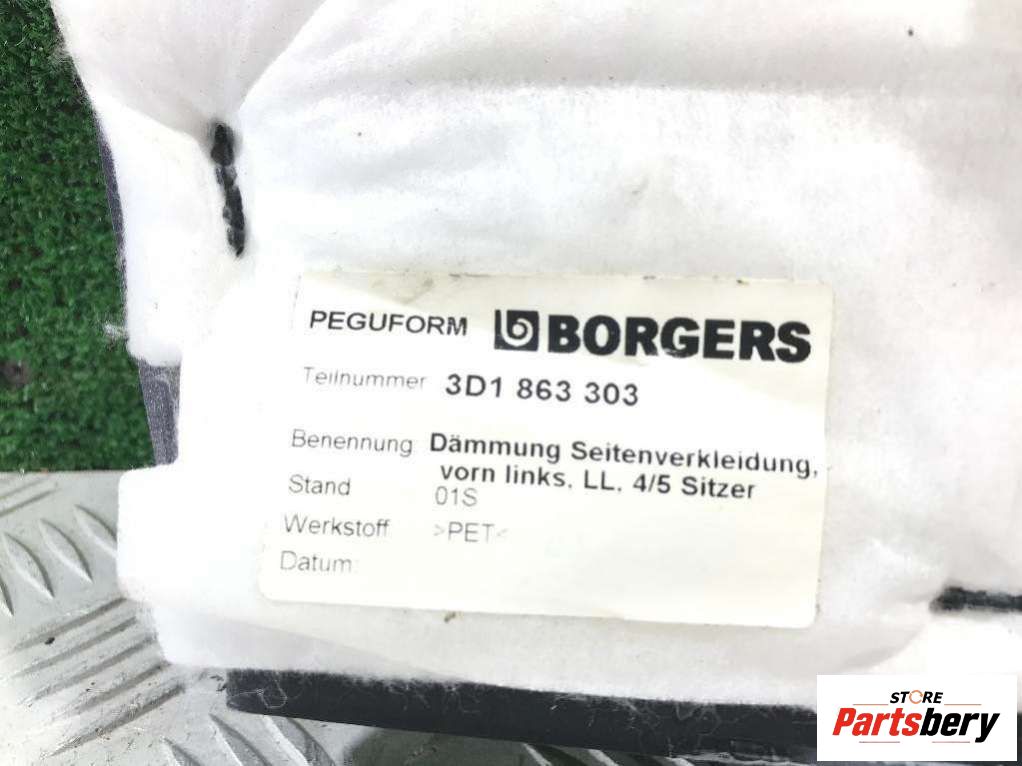 PEGUFORM BORGERS
Teilnummer 3D1 863 303
Benennung Dämmung Seitenverkleidung,
vorn links, LL, 4/5 Sitzer
Stand 01S
Werkstoff >PET<
Datum:
STORE
Partsbery